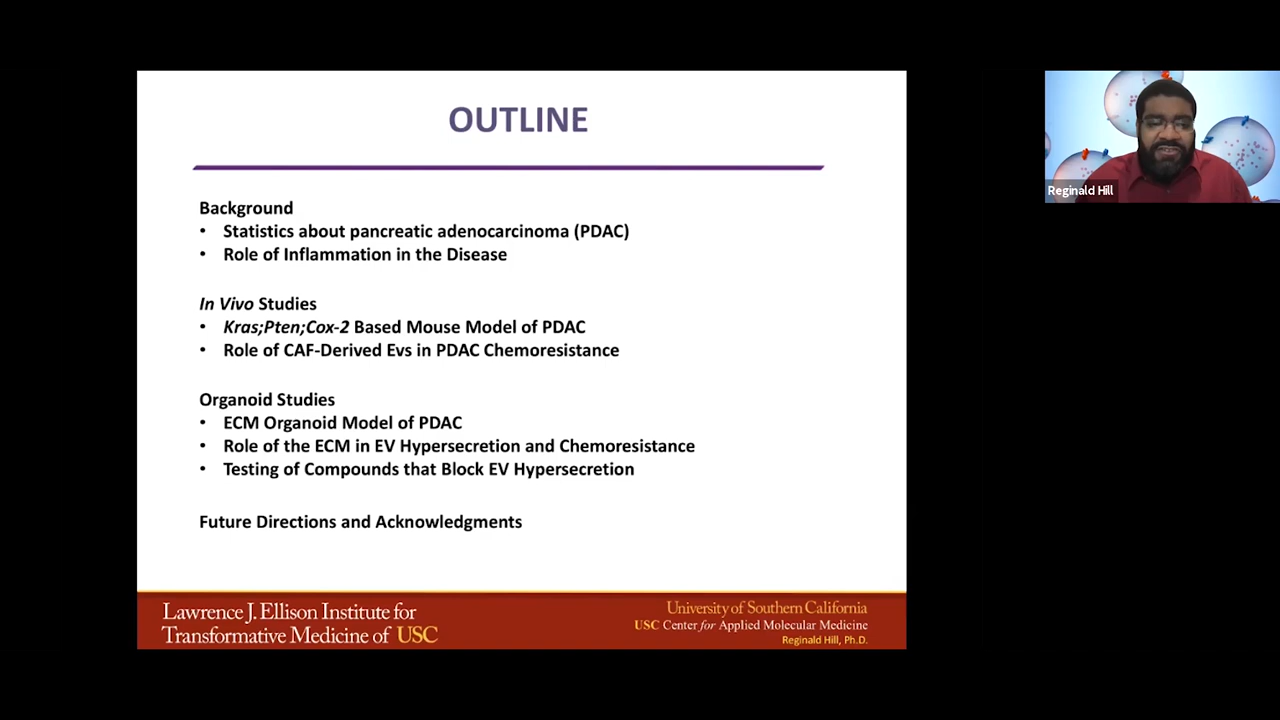 OUTLINE
Background
• Statistics about pancreatic adenocarcinoma (PDAC)
• Role of Inflammation in the Disease
In Vivo Studies
• Kras;Pten;Cox-2 Based Mouse Model of PDAC
• Role of CAF-Derived Evs in PDAC Chemoresistance
Organoid Studies
• ECM Organoid Model of PDAC
• Role of the ECM in EV Hypersecretion and Chemoresistance
• Testing of Compounds that Block EV Hypersecretion
Future Directions and Acknowledgments
Lawrence J. Ellison Institute for
Transformative Medicine of USC
University of Southern California
USC Center for Applied Molecular Medicine
Reginald Hill, Ph.D.
Reginald Hill